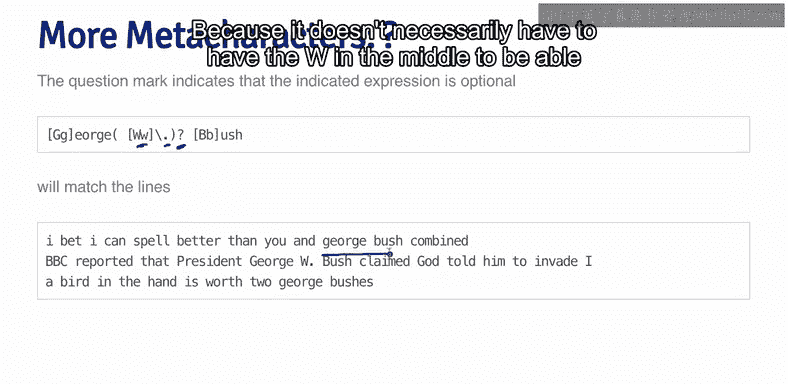 More Metacharacters: ?
Because it doesn't necessarily have to
have the W in the middle to be able
The question mark indicates that the indicated expression is optional
[Gg]eorge( [Ww]\.)? [Bb]ush
will match the lines
i bet i can spell better than you and george bush combined
BBC reported that President George W. Bush claimed God told him to invade I
a bird in the hand is worth two george bushes